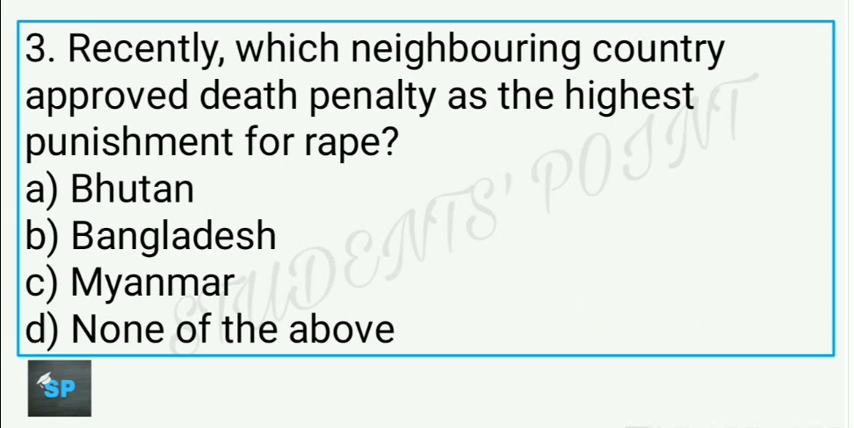 3. Recently, which neighbouring country
approved death penalty as the highest
punishment for rape?
a) Bhutan
b) Bangladesh
c) Myanmar
d) None of the above
STUDENTS' POINT
SP